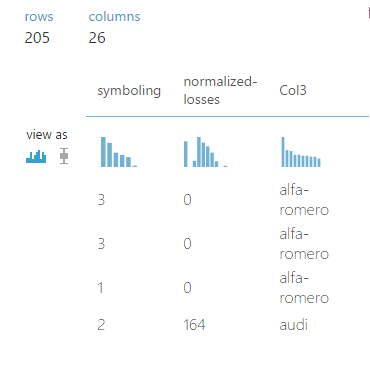 rows columns
205 26
symboling normalized-
losses Col3
view as
3 0 alfa-
romero
3 0 alfa-
romero
1 0 alfa-
romero
2 164 audi